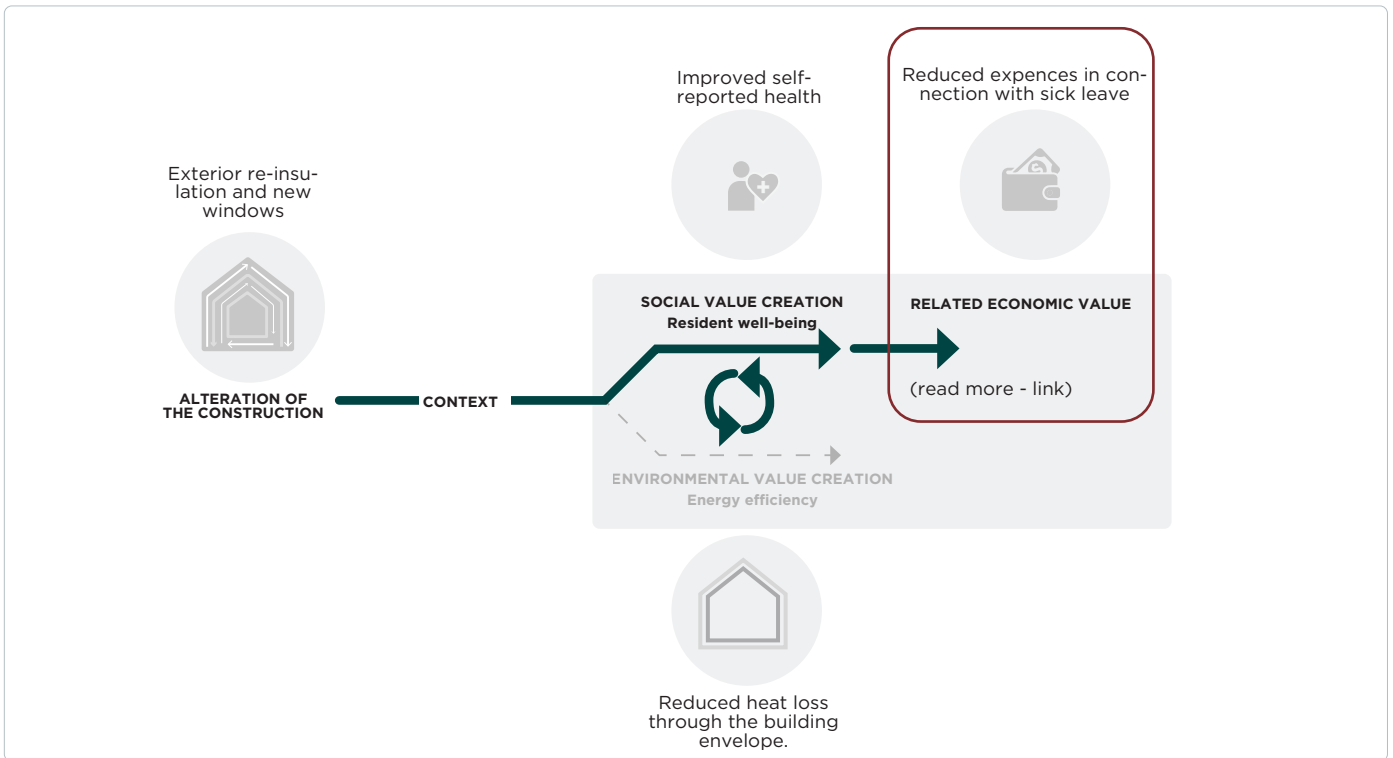 Improved self-
reported health
Reduced expences in con-
nection with sick leave
Exterior re-insu-
lation and new
windows
SOCIAL VALUE CREATION
Resident well-being
RELATED ECONOMIC VALUE
(read more - link)
ALTERATION OF
THE CONSTRUCTION
CONTEXT
ENVIRONMENTAL VALUE CREATION
Energy efficiency
Reduced heat loss
through the building
envelope.